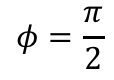 ϕ = π/2